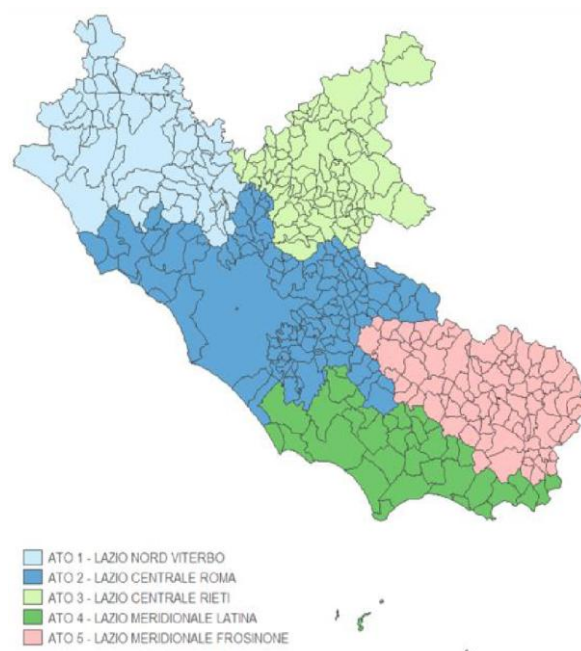 ATO 1 - LAZIO NORD VITERBO
ATO 2 - LAZIO CENTRALE ROMA
ATO 3 - LAZIO CENTRALE RIETI
ATO 4 - LAZIO MERIDIONALE LATINA
ATO 5 - LAZIO MERIDIONALE FROSINONE